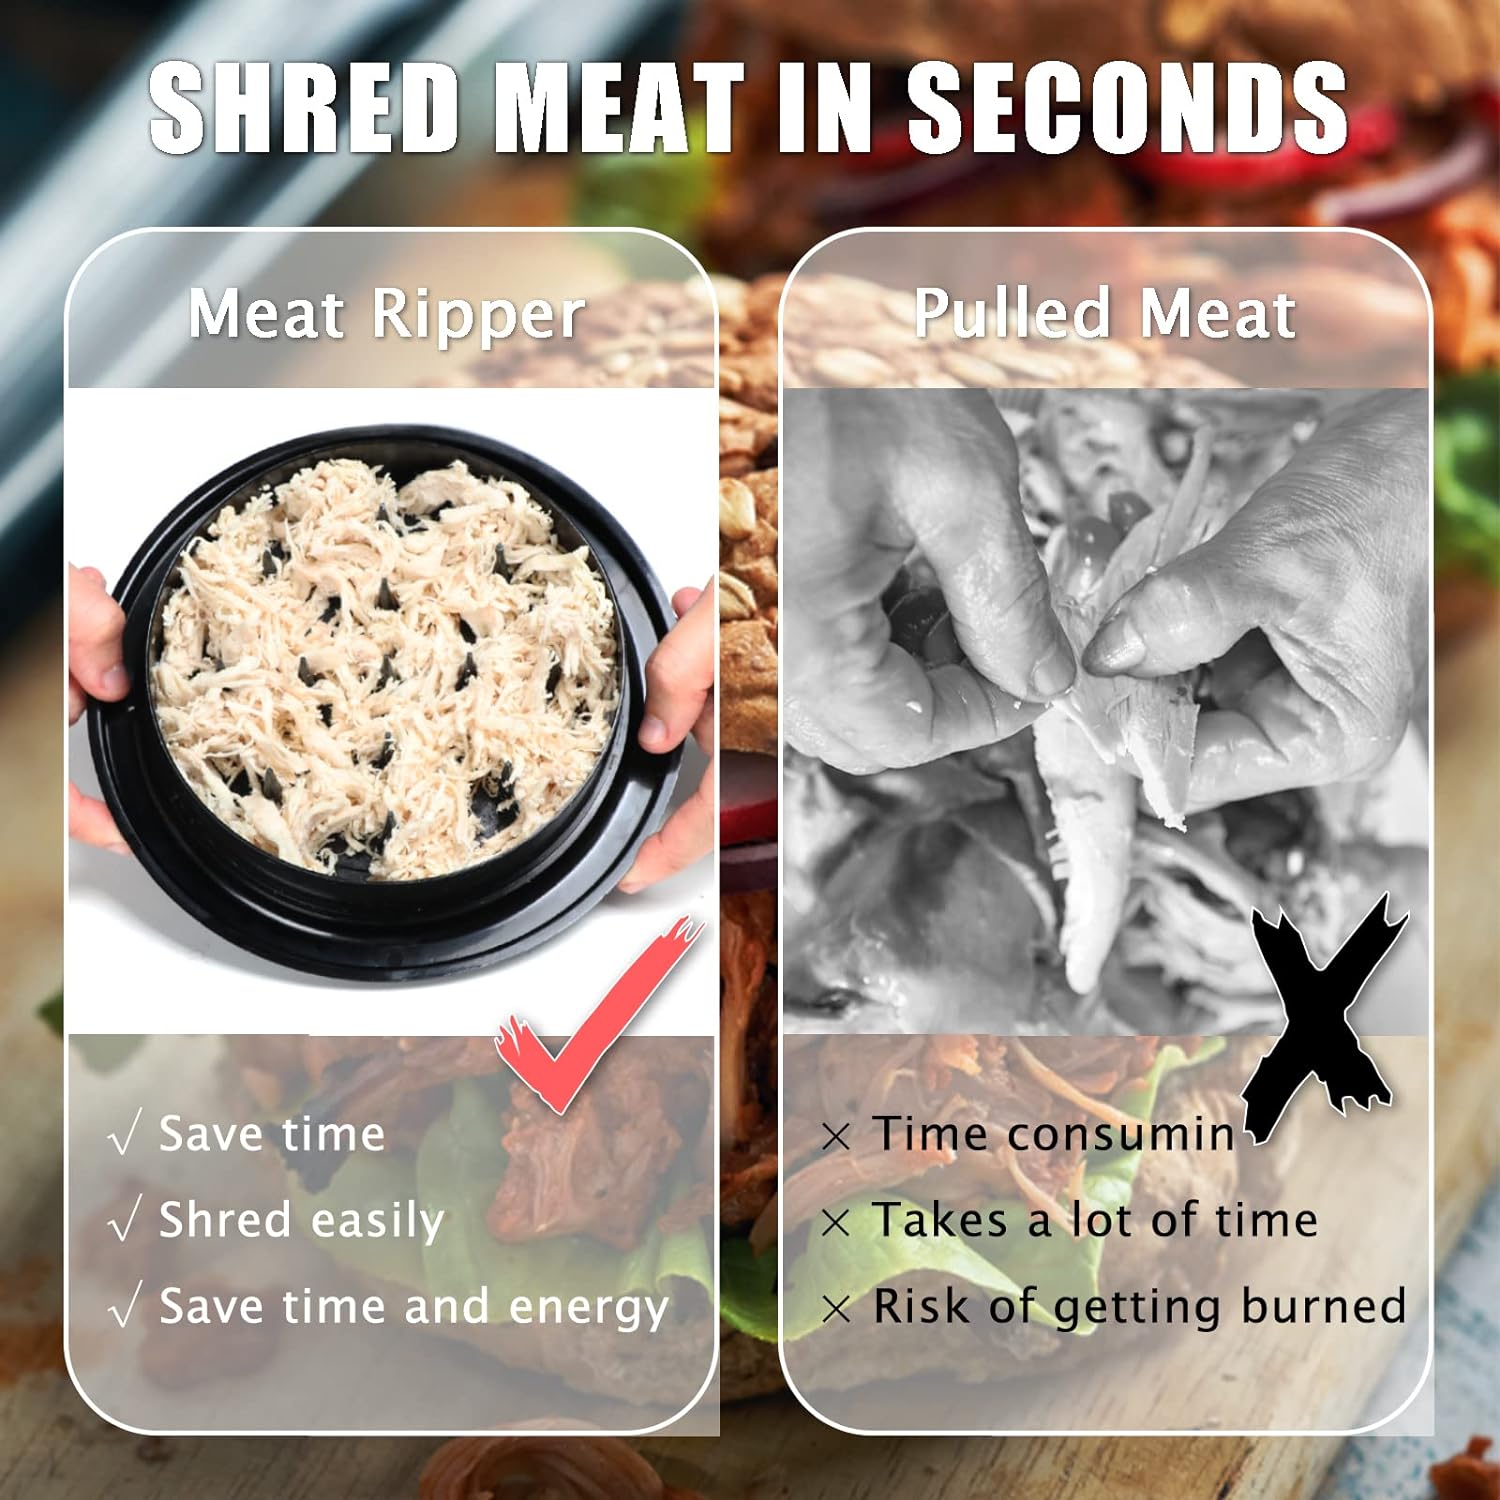 SHRED MEAT IN SECONDS
Meat Ripper
Pulled Meat
√ Save time
√ Shred easily
√ Save time and energy
× Time consumin
× Takes a lot of time
× Risk of getting burned